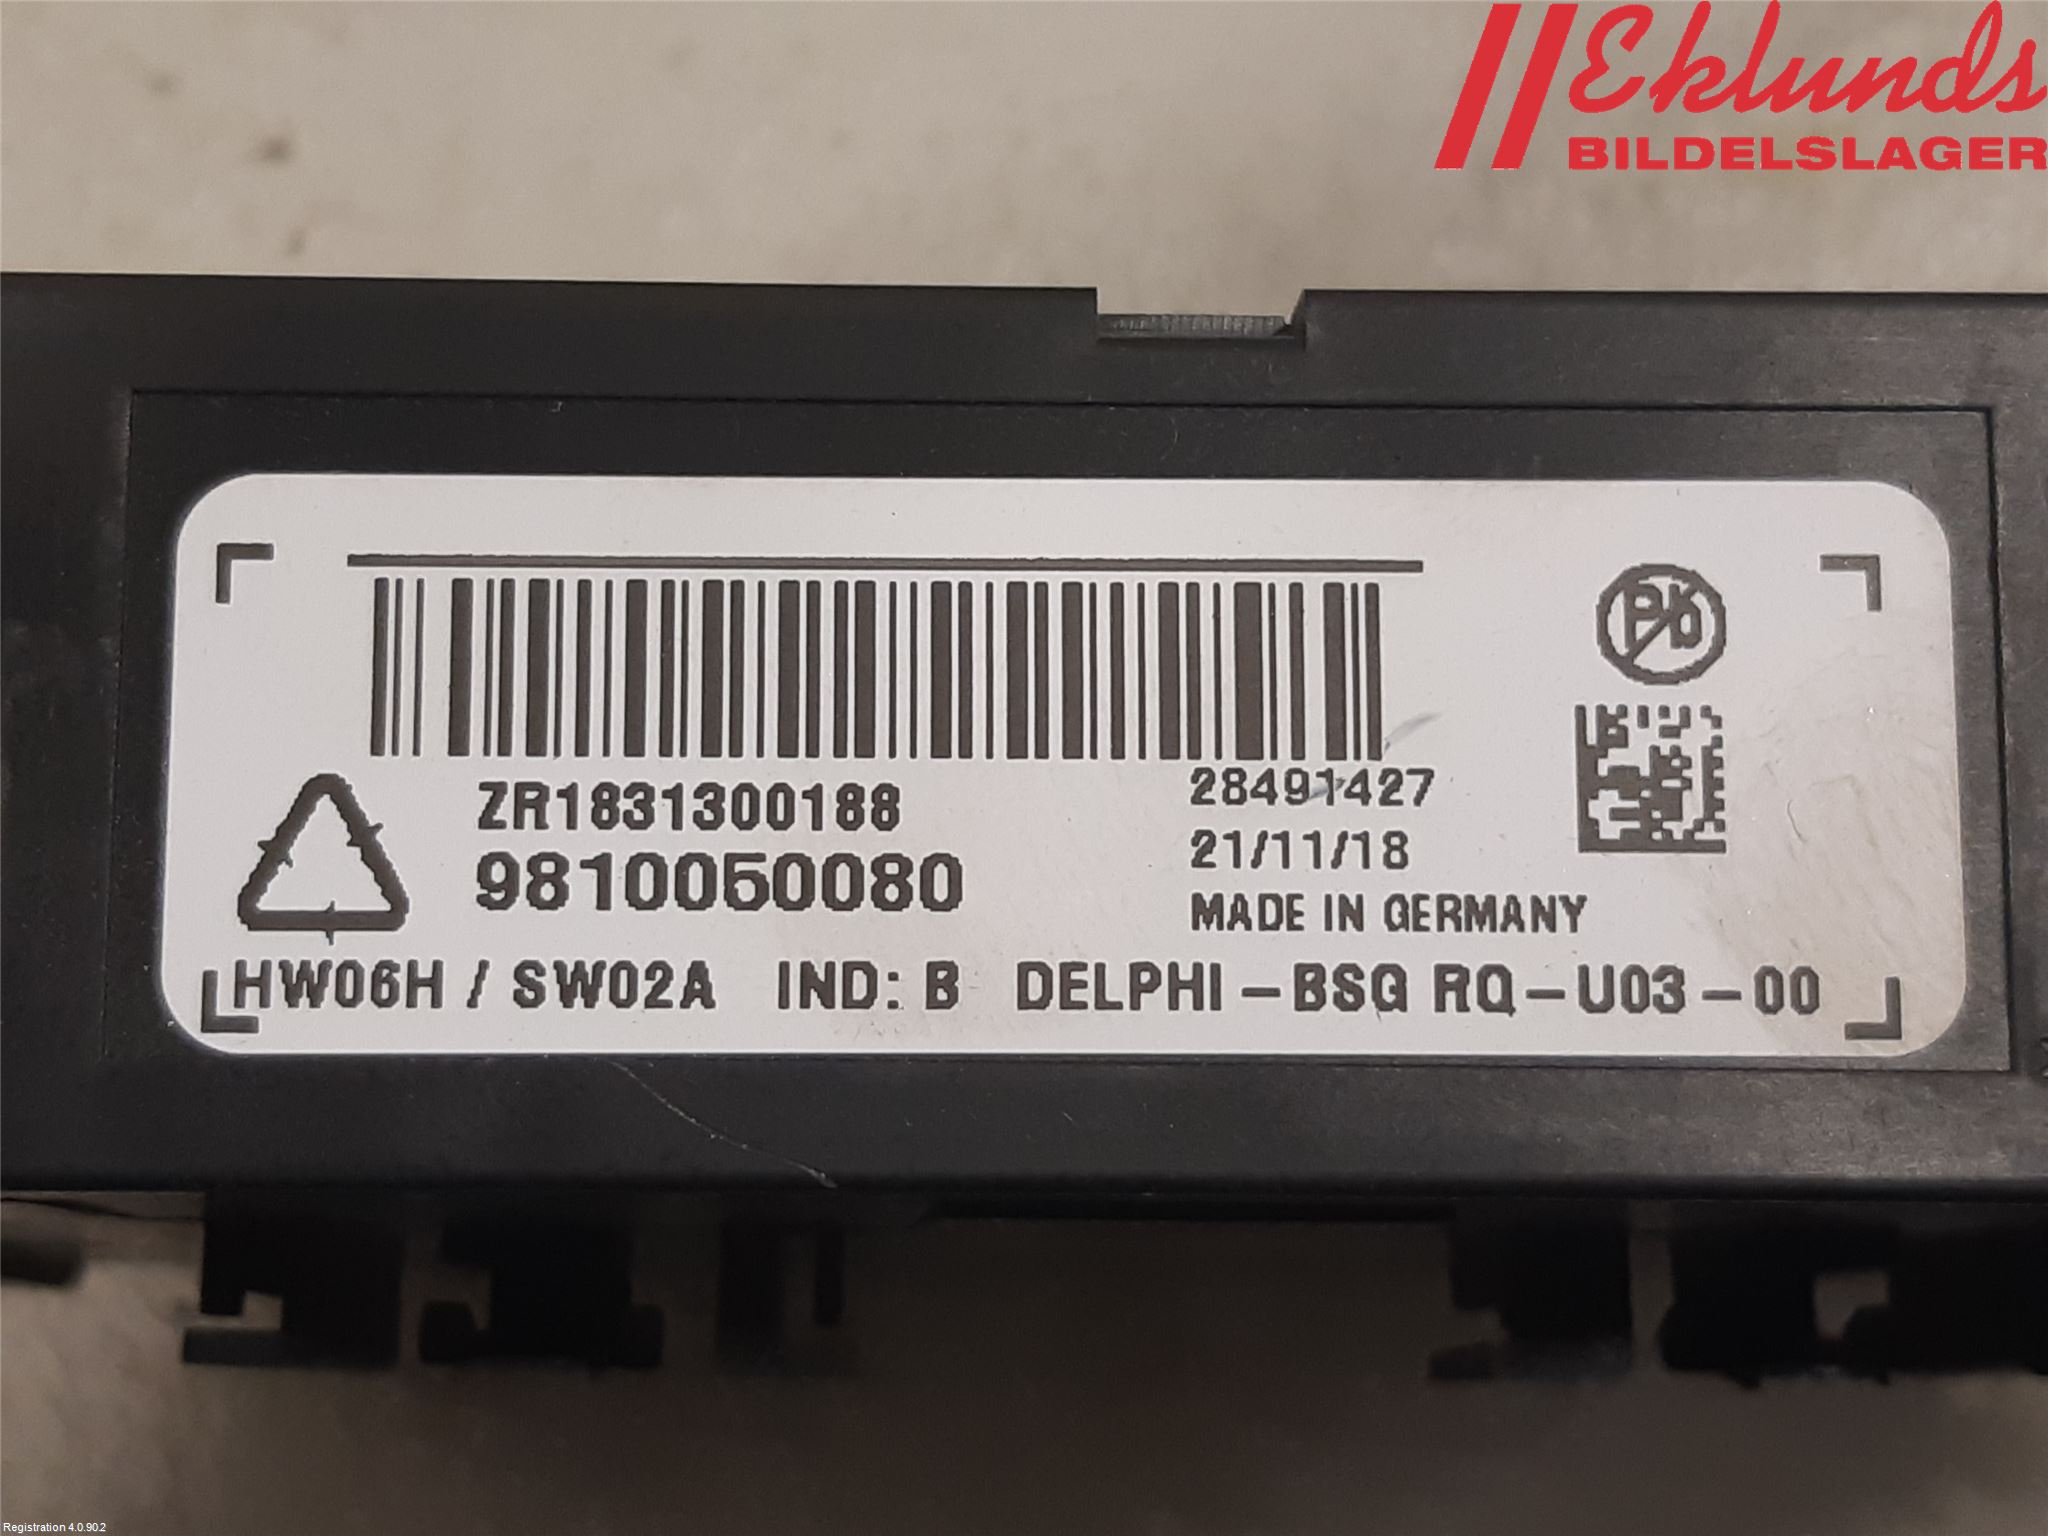 Eklunds
BILDELSLAGER
Pb
ZR1831300188
28491427
9810050080
21/11/18
MADE IN GERMANY
HW06H / SW02A IND: B DELPHI-BSG RQ-U03-00
Registration 4.0.90.2